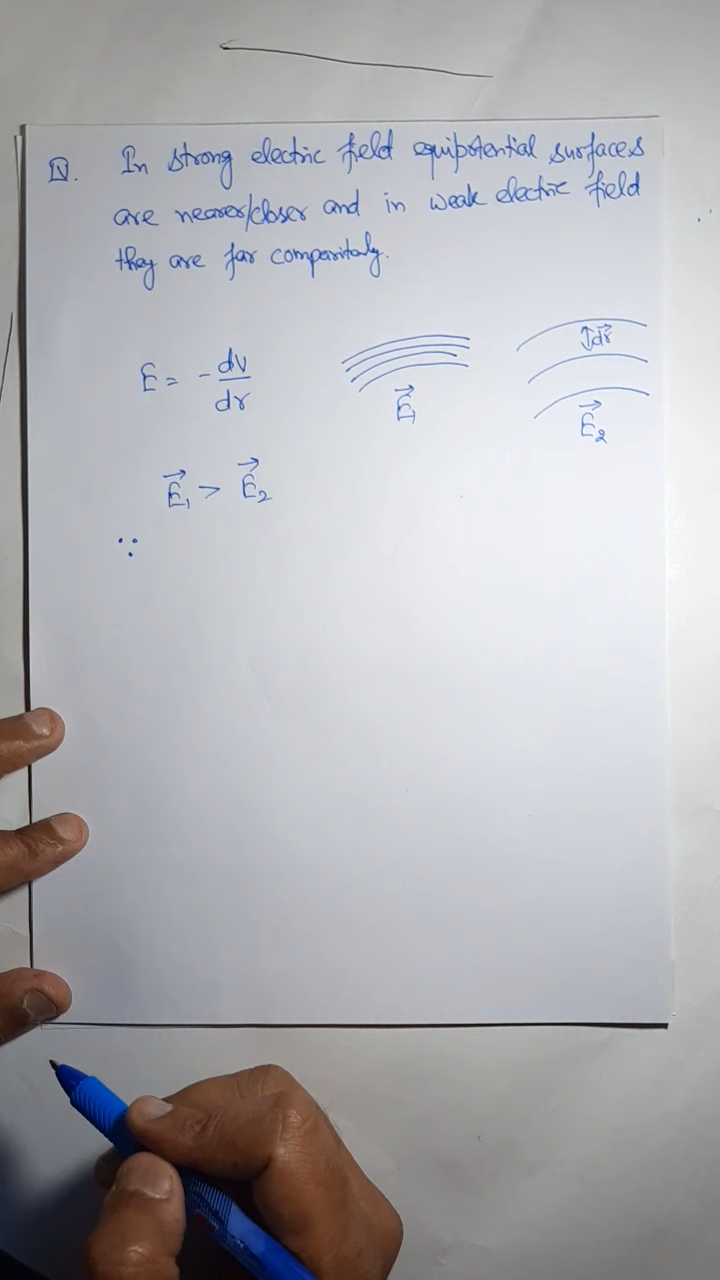 IV. In strong electric field equipotential surfaces
are nearer/closer and in weak electric field
they are far comparitaly.
E = - dV/dr
↕dr⃗
E⃗₁
E⃗₂
E⃗₁ > E⃗₂
∵